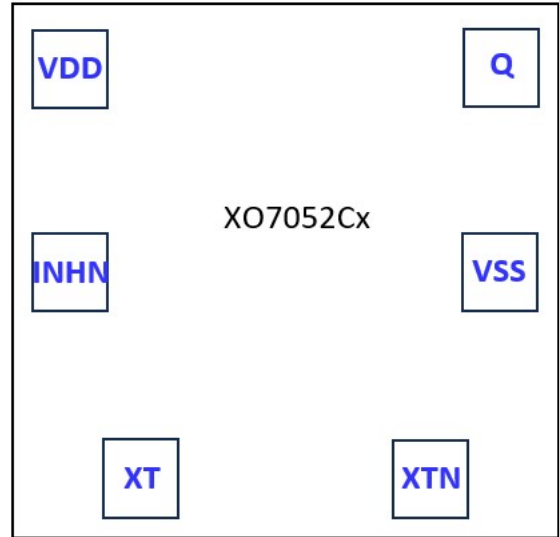 VDD
Q
XO7052Cx
INHN
VSS
XT
XTN